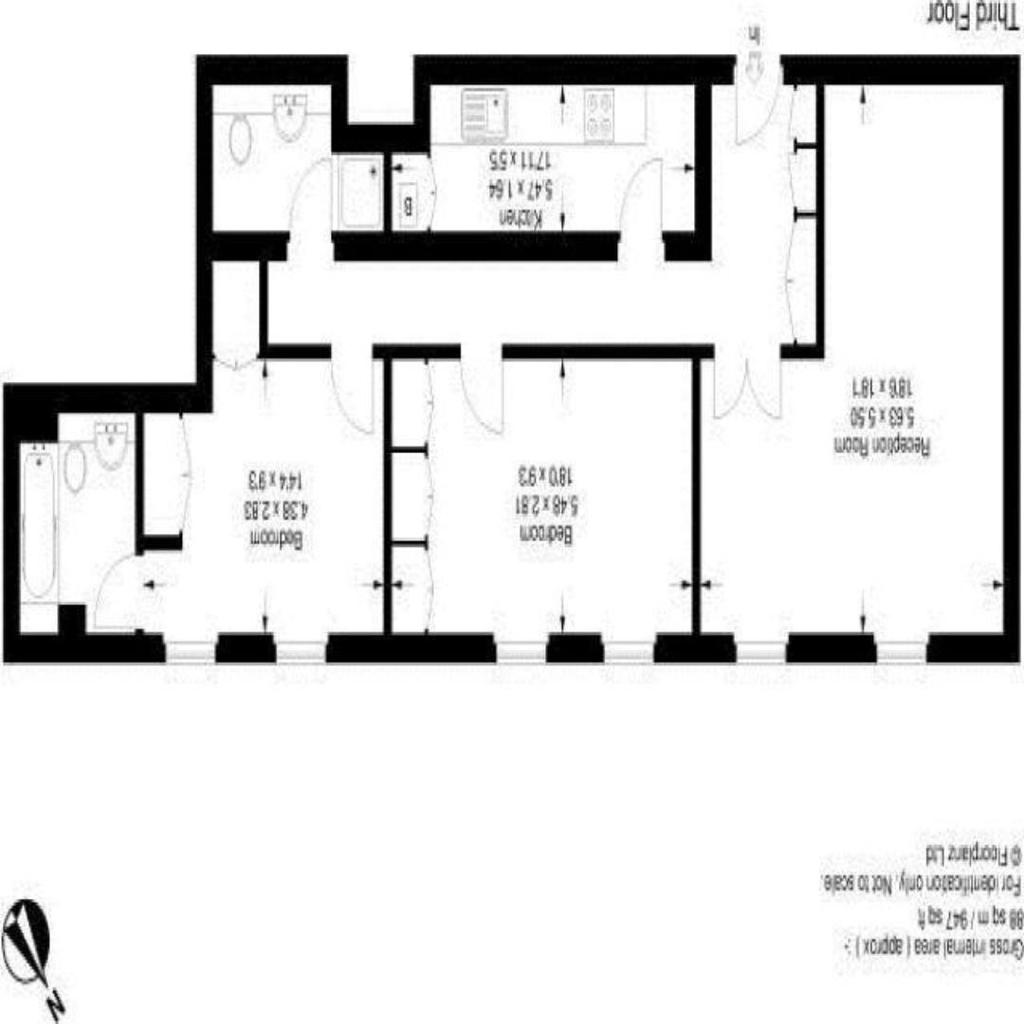 Gross internal area ( approx ) :-
88 sq m / 947 sq ft
For identification only. Not to scale.
© Floorplanz Ltd
N
Bedroom
5.48 x 2.81
18'0 x 9'3
Bedroom
4.38 x 2.83
14'4 x 9'3
Reception Room
5.63 x 5.50
18'6 x 18'1
Kitchen
5.47 x 1.64
17'11 x 5'5
B
In
Third Floor